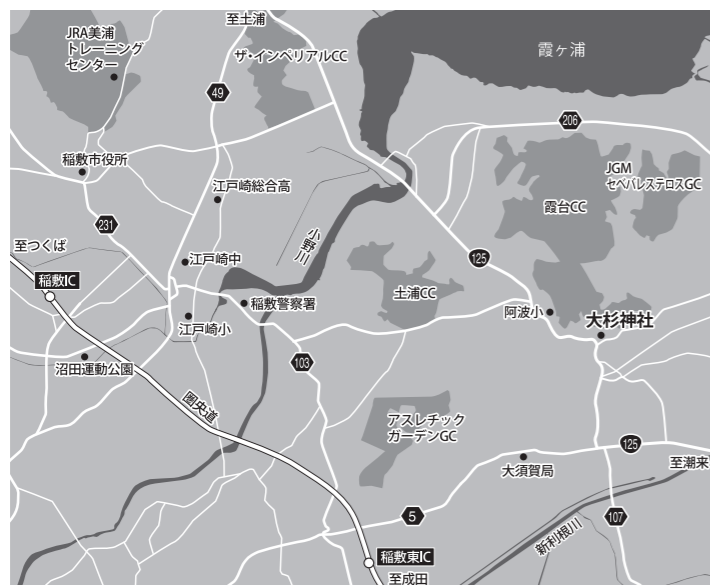 至土浦
JRA美浦
トレーニング
センター
ザ・インペリアルCC
霞ヶ浦
49
206
稲敷市役所
江戸崎総合高
JGM
セベバレステロスGC
霞台CC
231
小野川
至つくば
江戸崎中
125
稲敷IC
土浦CC
稲敷警察署
阿波小
大杉神社
江戸崎小
沼田運動公園
103
圏央道
アスレチック
ガーデンGC
125
大須賀局
至潮来
5
107
新利根川
稲敷東IC
至成田